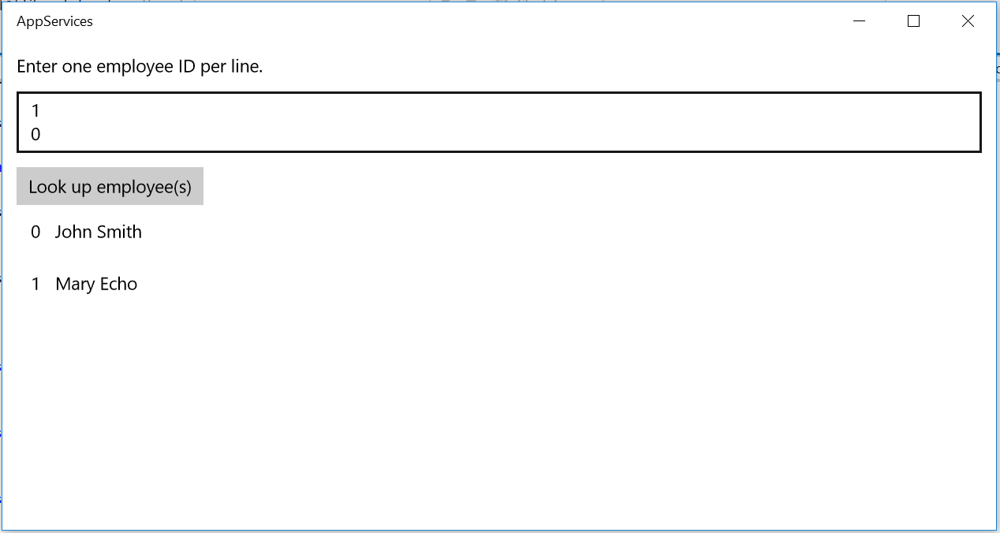 AppServices
Enter one employee ID per line.
1
0
Look up employee(s)
0 John Smith
1 Mary Echo